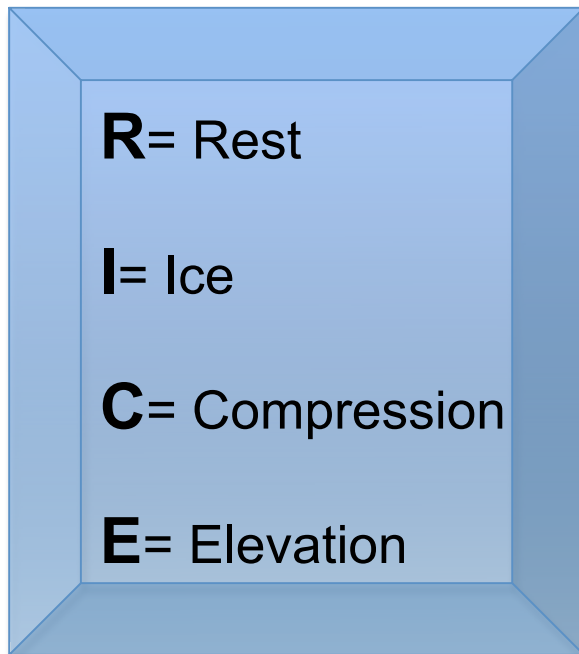 R= Rest
I= Ice
C= Compression
E= Elevation